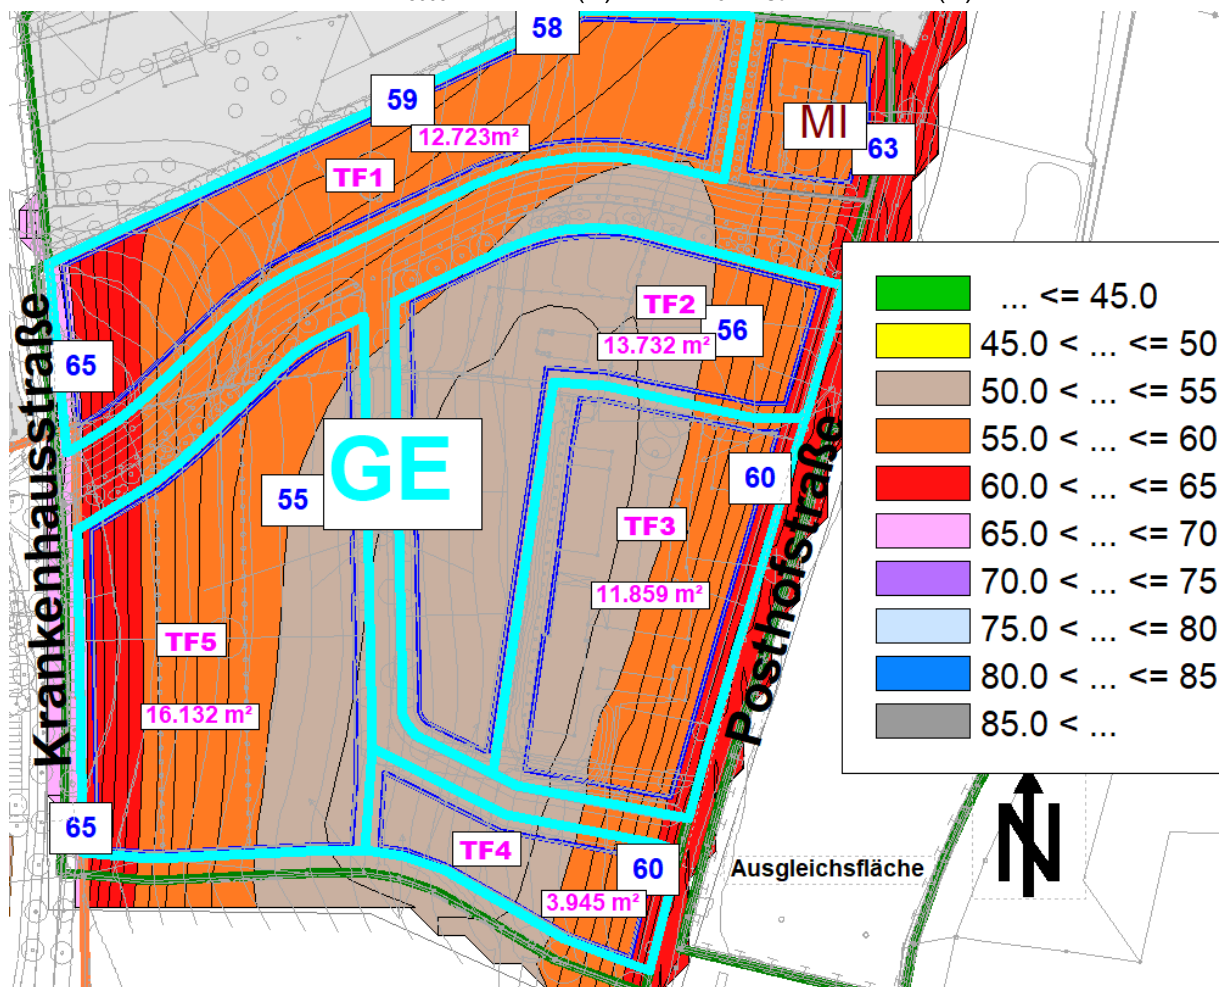 58
59
12.723m²
MI
63
TF1
TF2
56
13.732 m²
65
Krankenhausstraße
GE
55
60
TF3
11.859 m²
Posthofstraße
TF5
16.132 m²
65
TF4
60
3.945 m²
Ausgleichsfläche
N
... <= 45.0
45.0 < ... <= 50
50.0 < ... <= 55
55.0 < ... <= 60
60.0 < ... <= 65
65.0 < ... <= 70
70.0 < ... <= 75
75.0 < ... <= 80
80.0 < ... <= 85
85.0 < ...